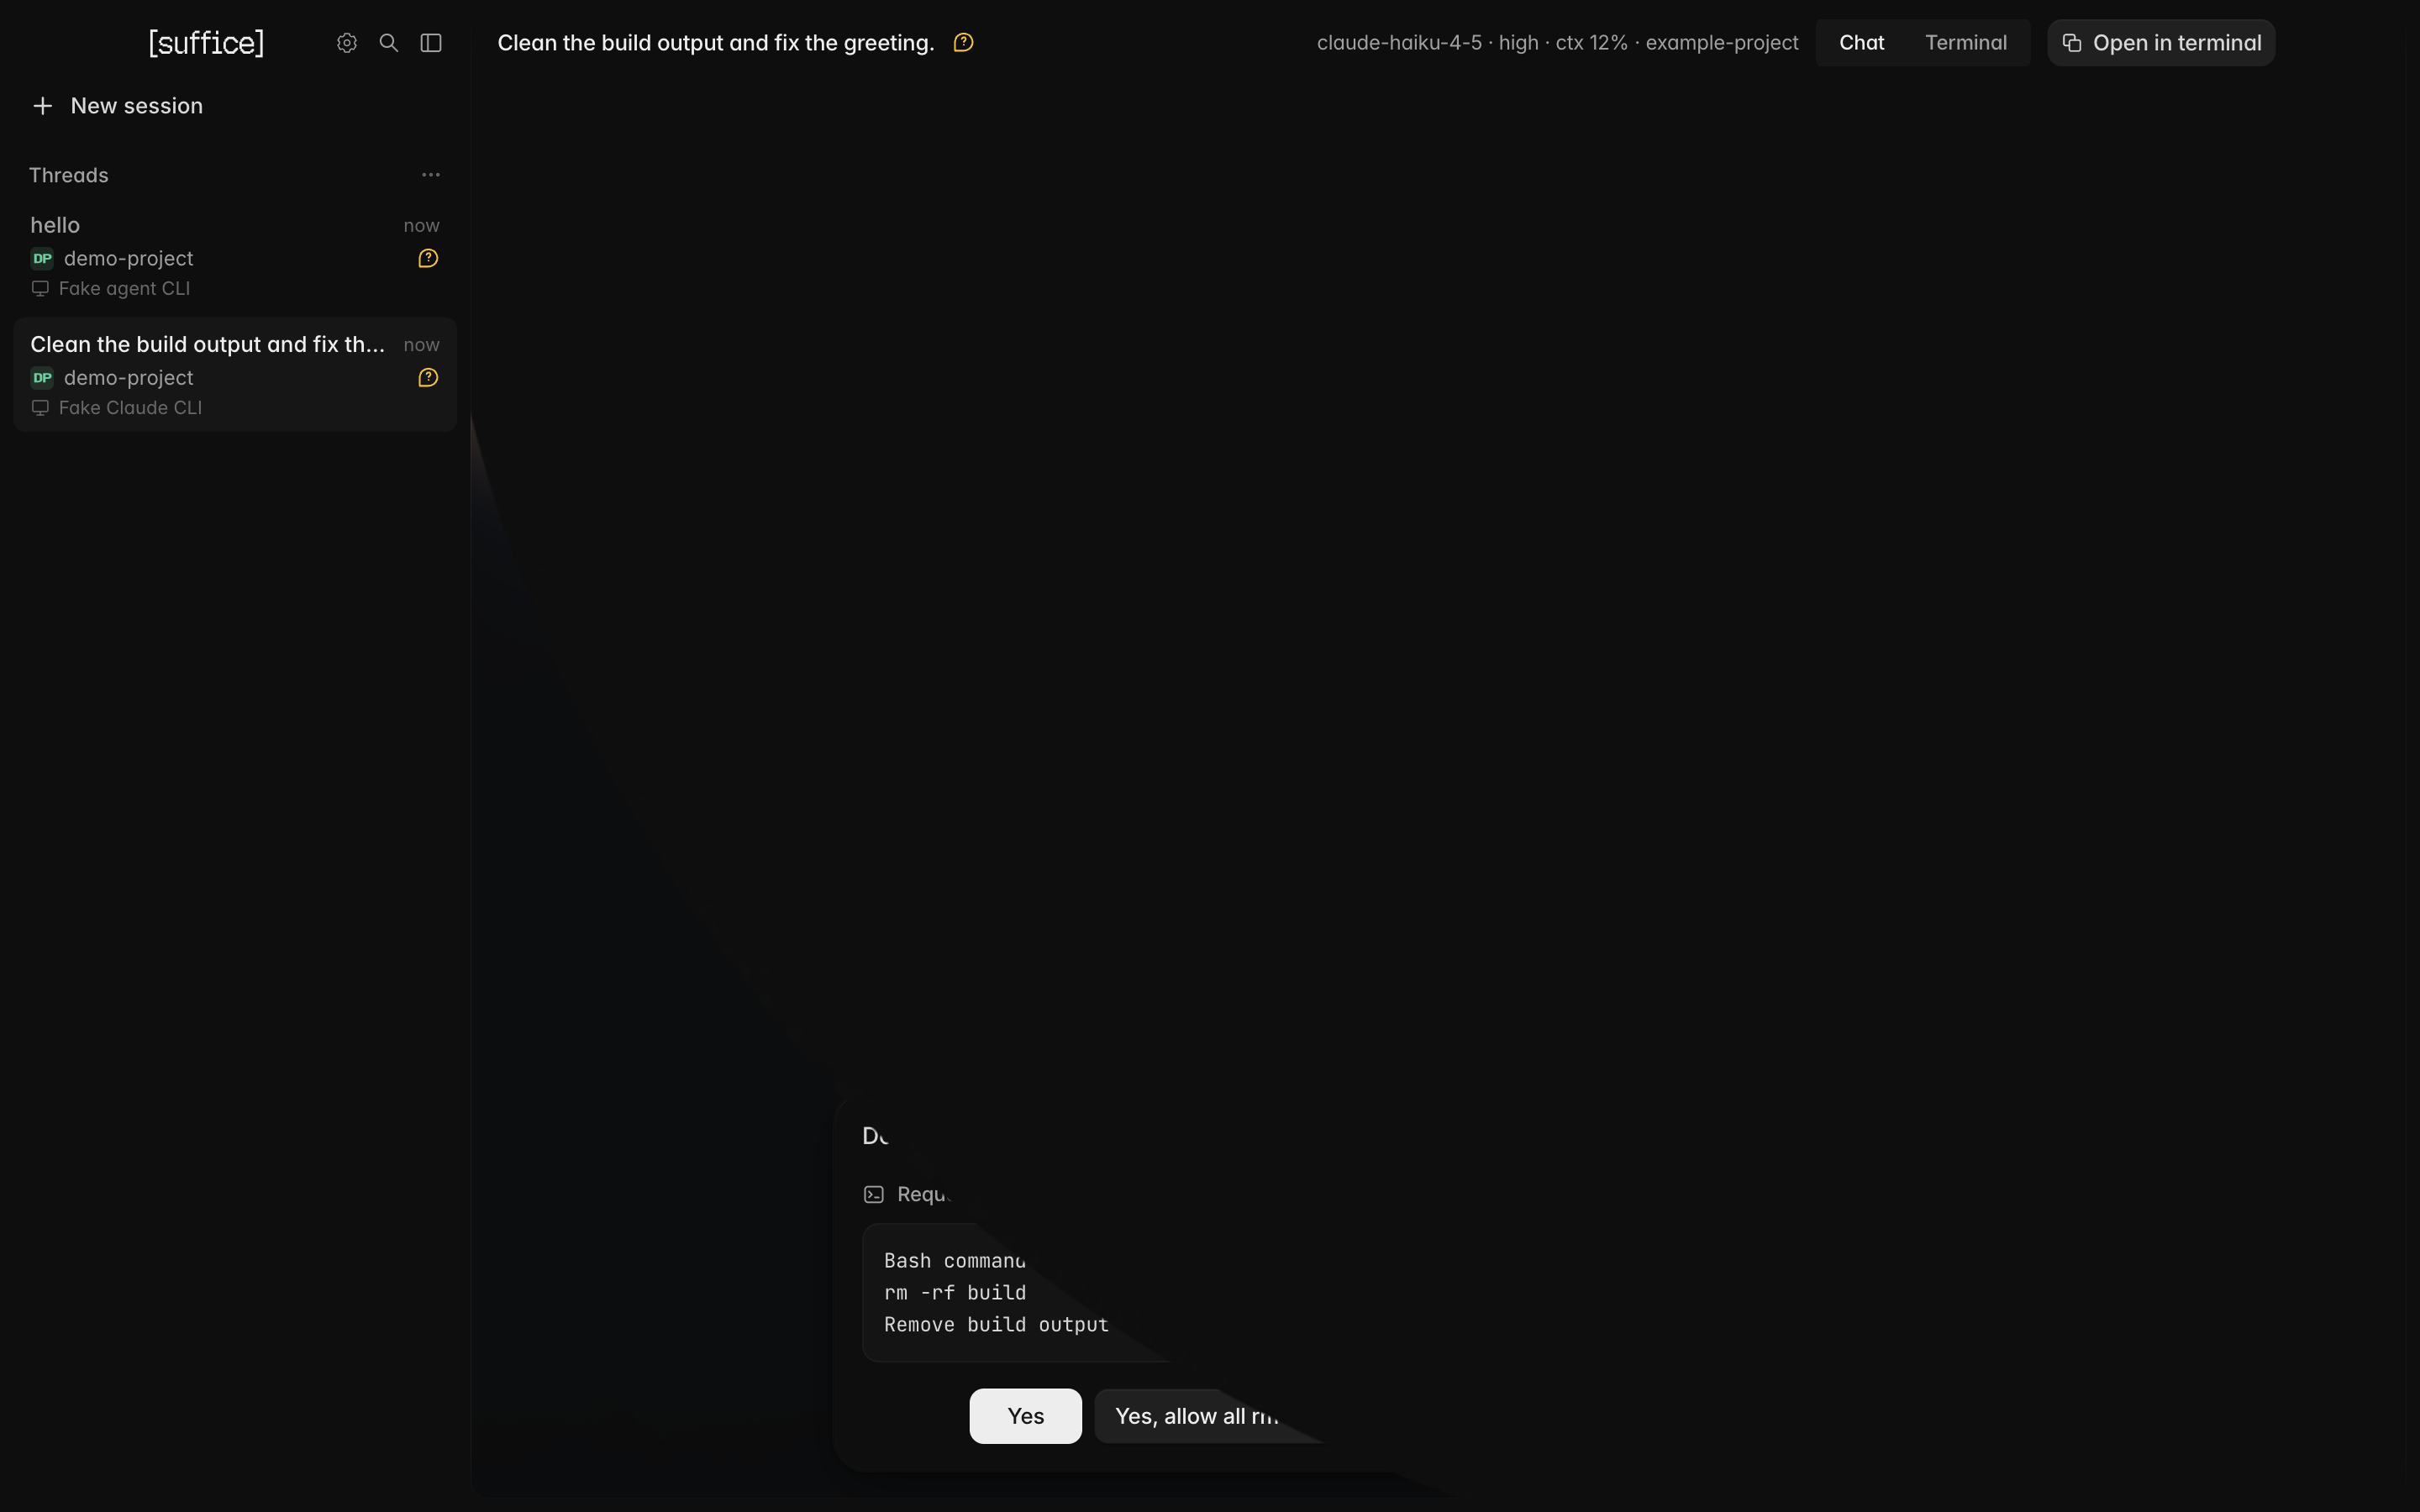 [suffice]
New session
Threads
hello now
DP demo-project
Fake agent CLI
Clean the build output and fix th... now
DP demo-project
Fake Claude CLI
Clean the build output and fix the greeting.
claude-haiku-4-5 · high · ctx 12% · example-project
Chat Terminal Open in terminal
Bash command
rm -rf build
Remove build output
Yes Yes, allow all